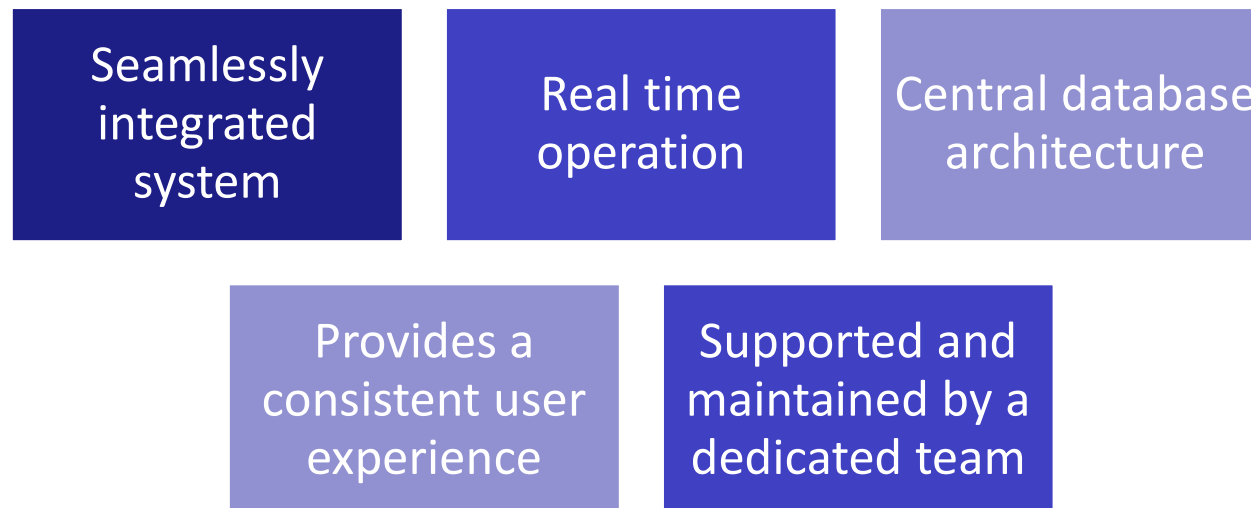 Seamlessly
integrated
system
Real time
operation
Central database
architecture
Provides a
consistent user
experience
Supported and
maintained by a
dedicated team